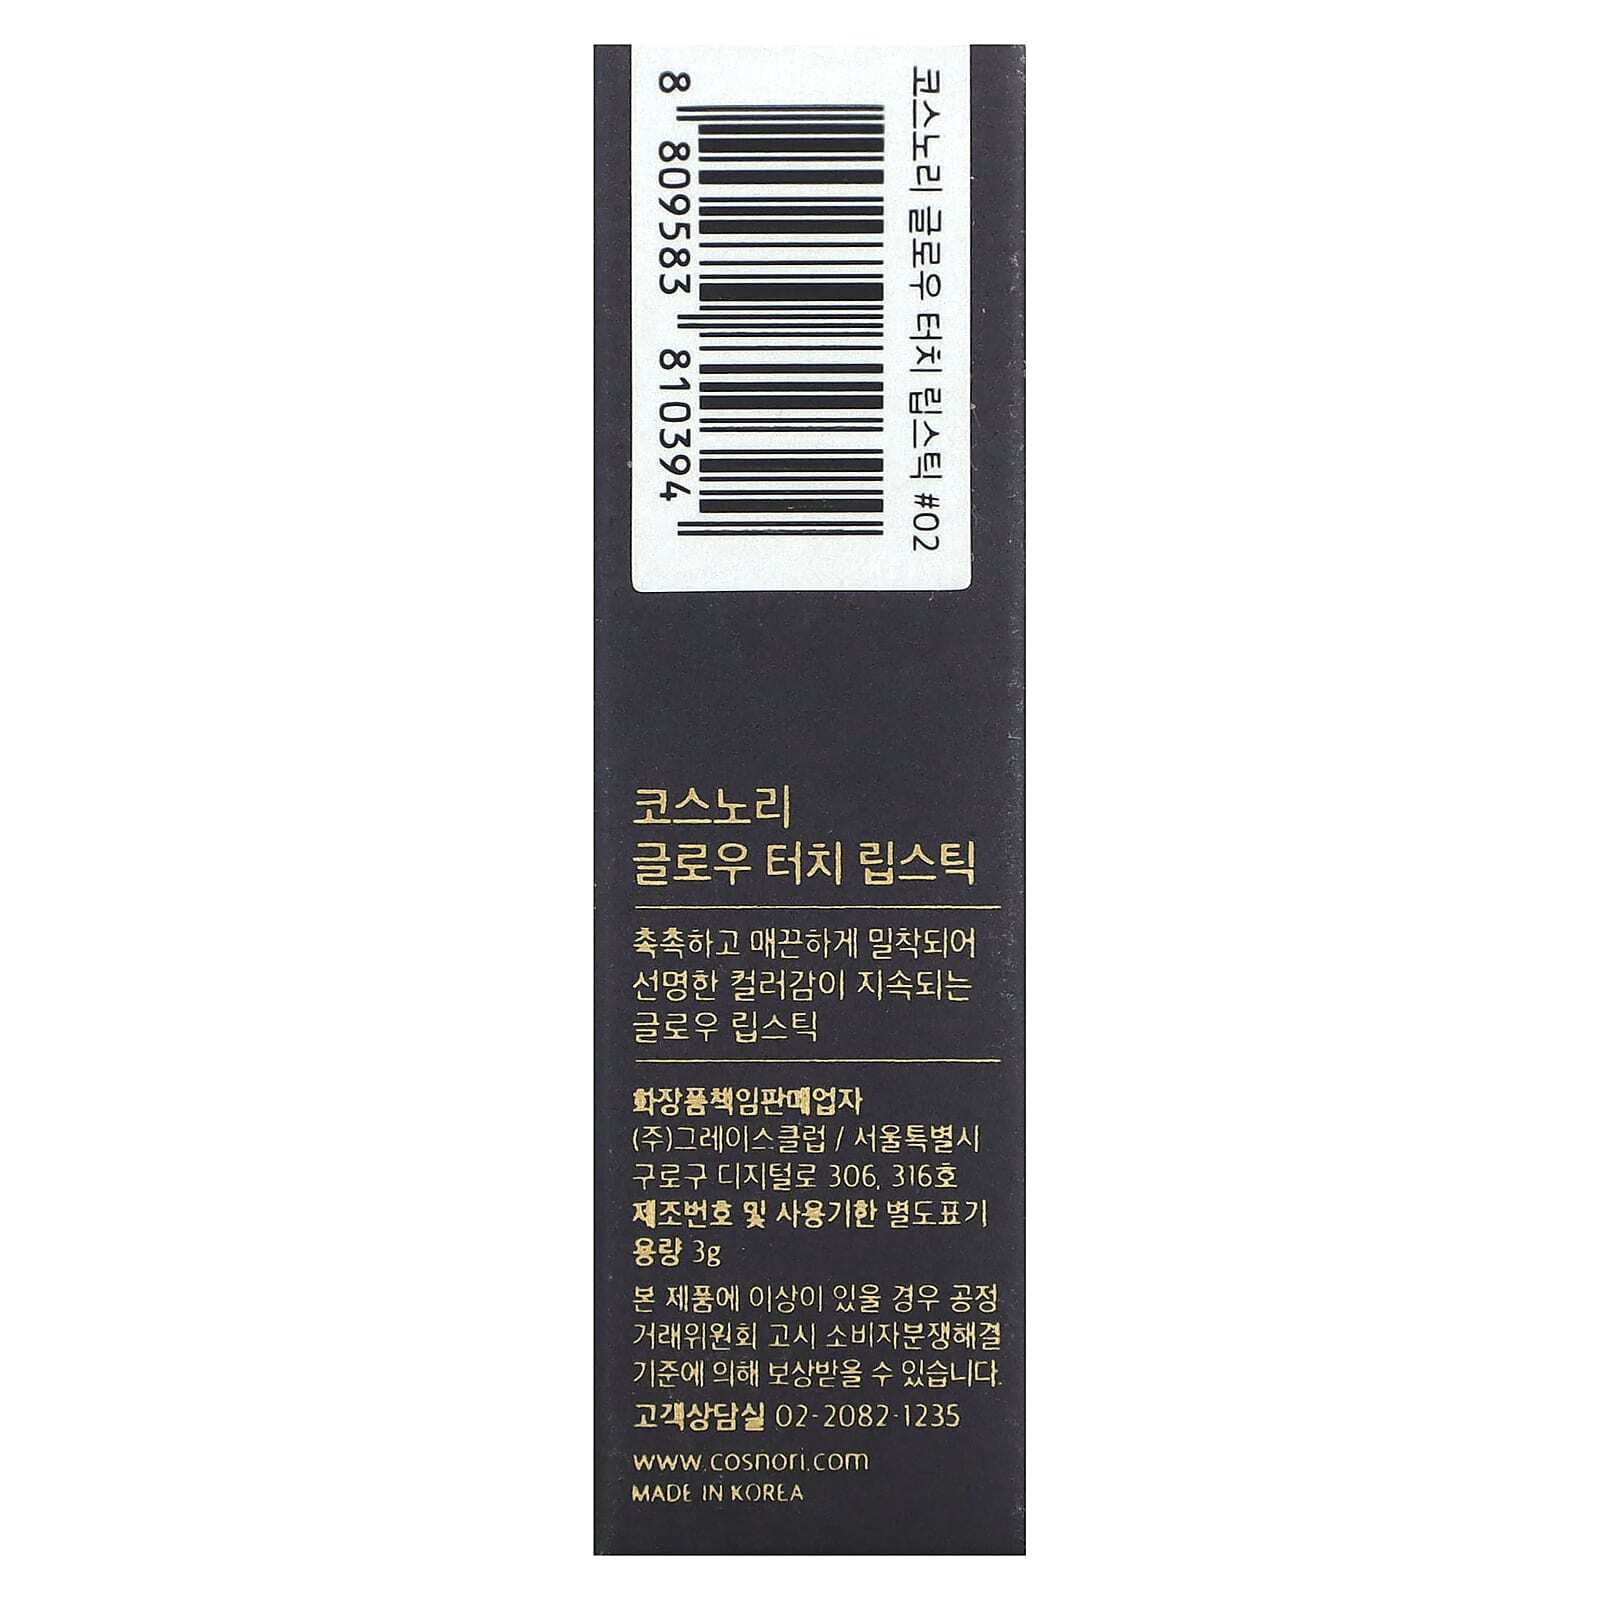 코스노리 글로우 터치 립스틱 #02
8 809583 810394
코스노리
글로우 터치 립스틱
촉촉하고 매끈하게 밀착되어
선명한 컬러감이 지속되는
글로우 립스틱
화장품책임판매업자
(주)그레이스클럽 / 서울특별시
구로구 디지털로 306, 316호
제조번호 및 사용기한 별도표기
용량 3g
본 제품에 이상이 있을 경우 공정
거래위원회 고시 소비자분쟁해결
기준에 의해 보상받을 수 있습니다.
고객상담실 02-2082-1235
www.cosnori.com
MADE IN KOREA